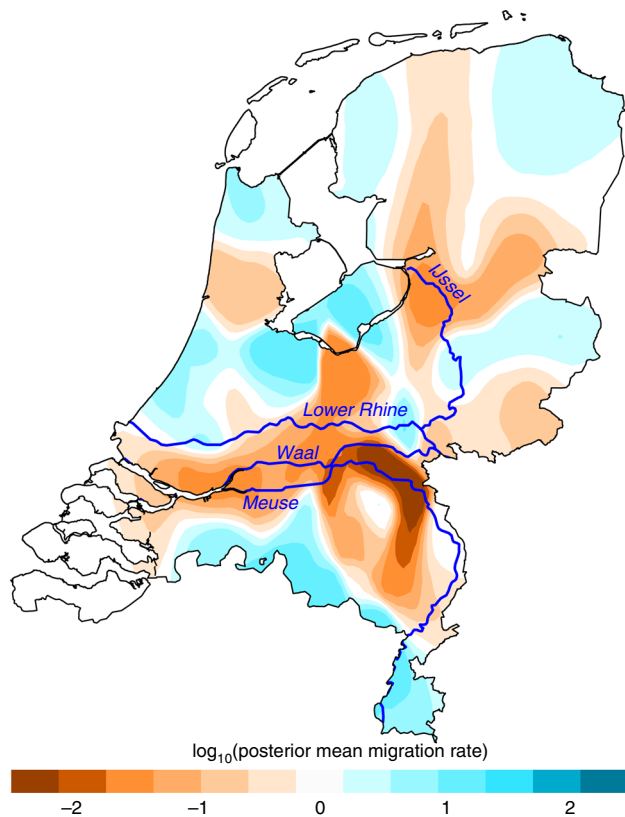 IJssel
Lower Rhine
Waal
Meuse
log10(posterior mean migration rate)
−2 −1 0 1 2